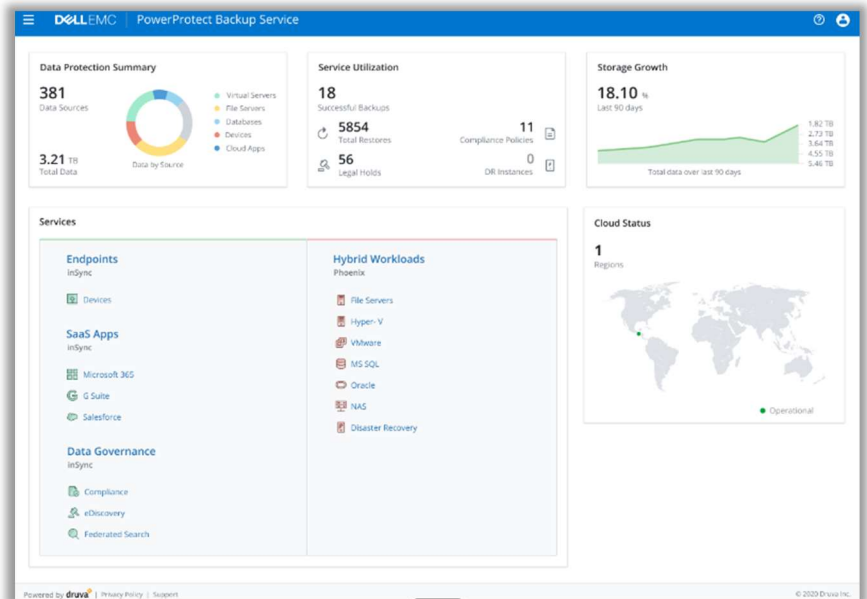 DELLEMC | PowerProtect Backup Service
Data Protection Summary
381
Data Sources
3.21 TB
Total Data
Data by Source
Virtual Servers
File Servers
Databases
Devices
Cloud Apps
Service Utilization
18
Successful Backups
5854
Total Restores
11
Compliance Policies
56
Legal Holds
0
DR Instances
Storage Growth
18.10 %
Last 90 days
1.82 TB
2.73 TB
3.64 TB
4.55 TB
5.46 TB
Total data over last 90 days
Services
Endpoints
inSync
Devices
SaaS Apps
inSync
Microsoft 365
G Suite
Salesforce
Data Governance
inSync
Compliance
eDiscovery
Federated Search
Hybrid Workloads
Phoenix
File Servers
Hyper- V
VMware
MS SQL
Oracle
NAS
Disaster Recovery
Cloud Status
1
Regions
Operational
Powered by druva | Privacy Policy | Support
© 2020 Druva Inc.